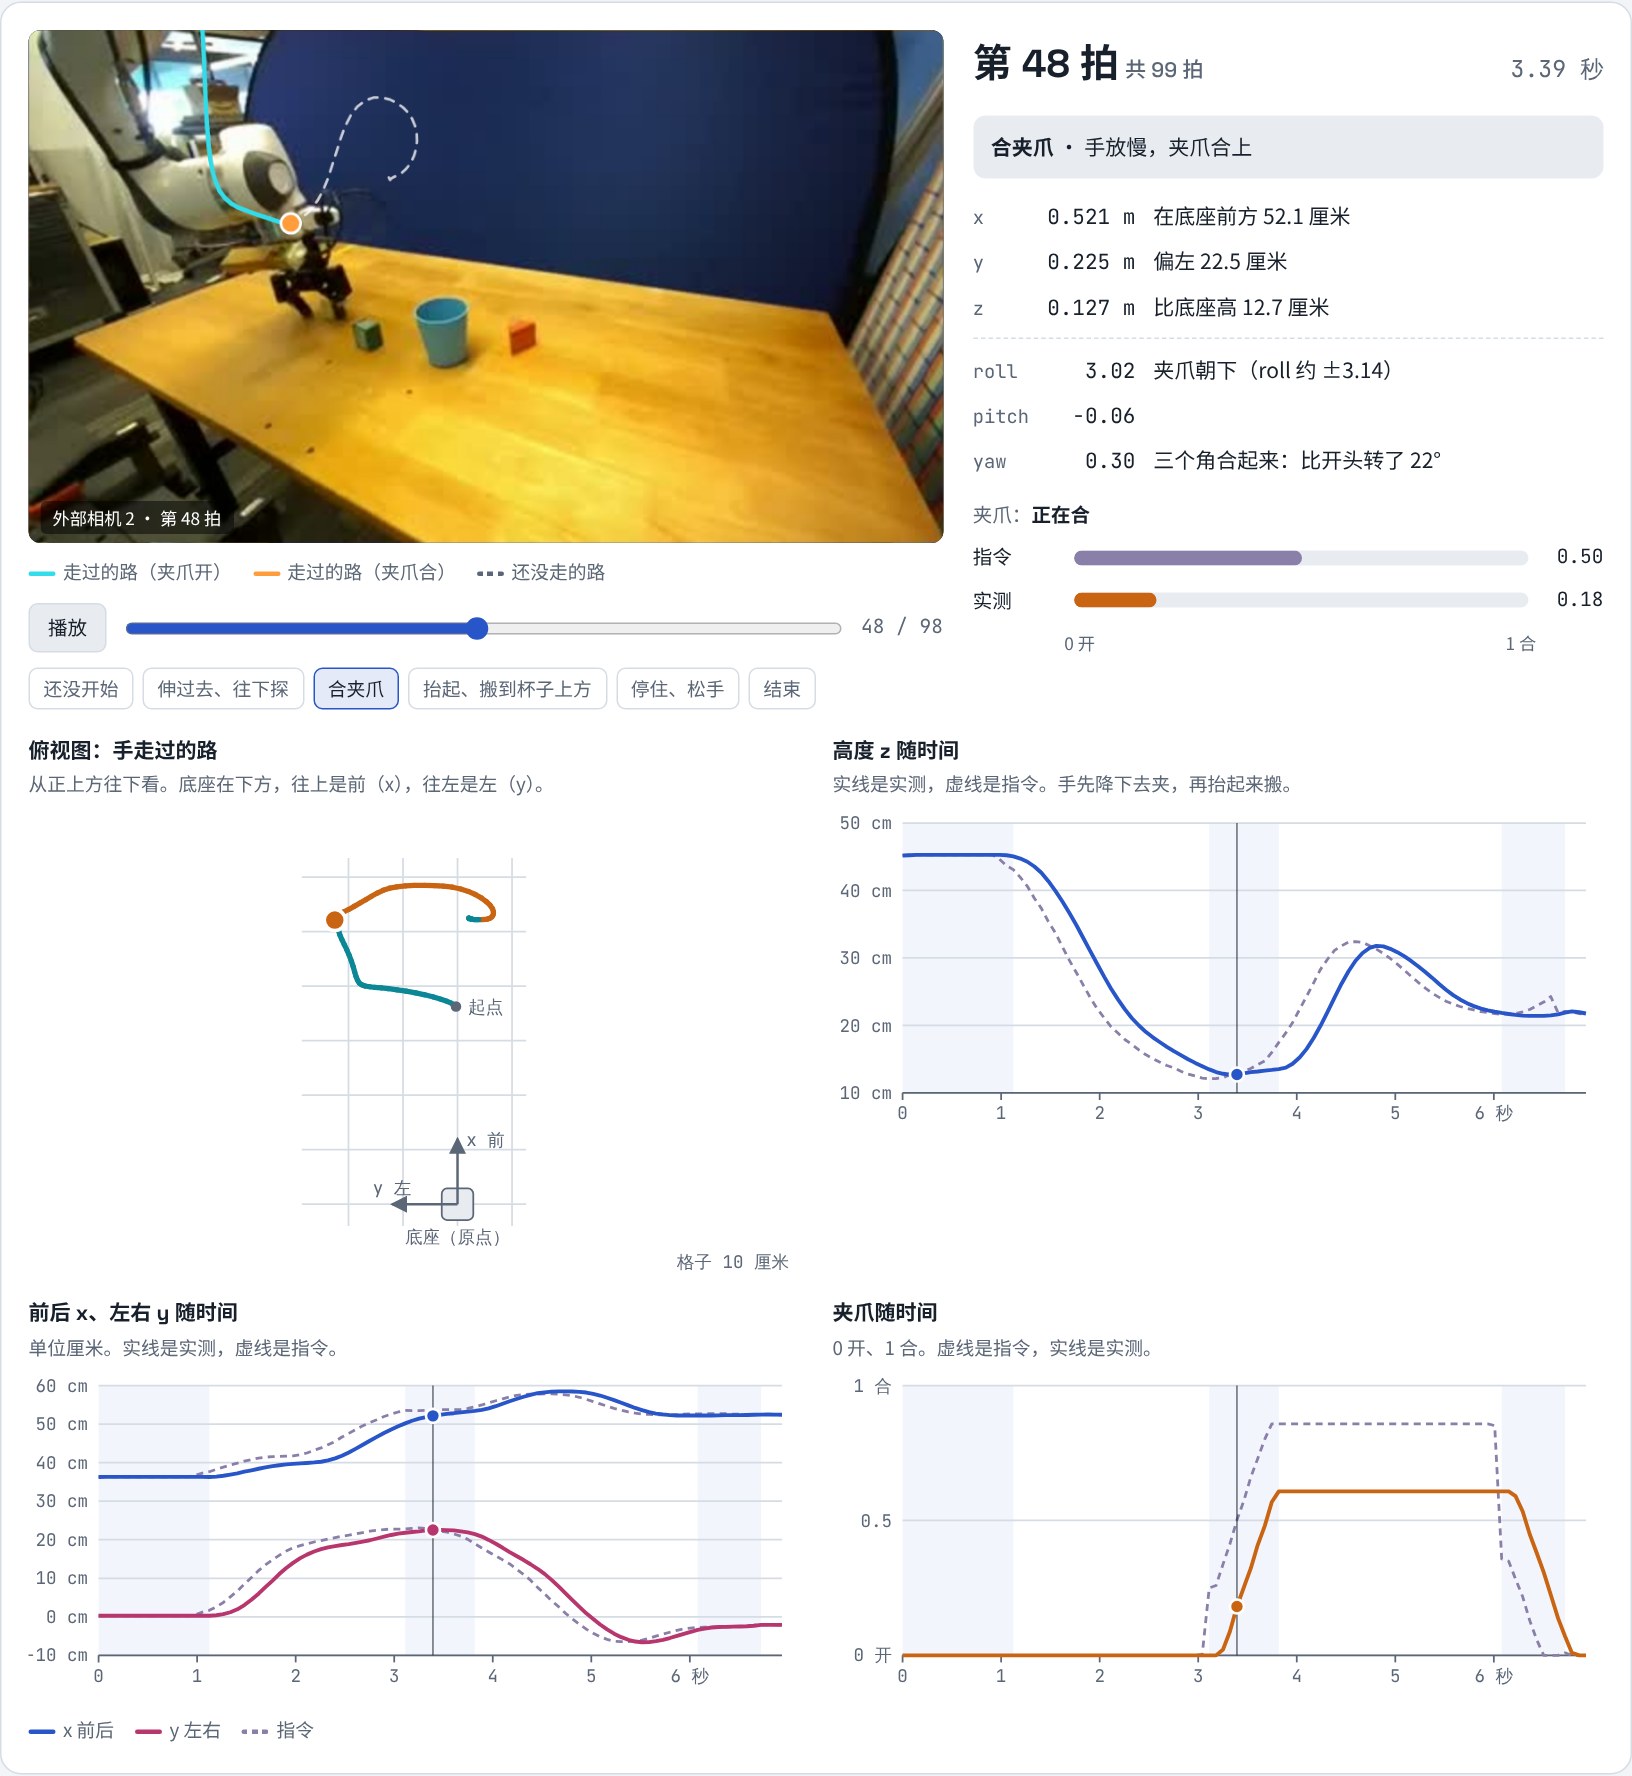 第 48 拍 共 99 拍
3.39 秒
合夹爪 · 手放慢，夹爪合上
x 0.521 m 在底座前方 52.1 厘米
y 0.225 m 偏左 22.5 厘米
z 0.127 m 比底座高 12.7 厘米
roll 3.02 夹爪朝下（roll 约 ±3.14）
pitch -0.06
yaw 0.30 三个角合起来：比开头转了 22°
夹爪：正在合
指令 0.50
实测 0.18
0 开 1 合
外部相机 2 · 第 48 拍
走过的路（夹爪开） 走过的路（夹爪合） 还没走的路
播放 48 / 98
还没开始 伸过去、往下探 合夹爪 抬起、搬到杯子上方 停住、松手 结束
俯视图：手走过的路
从正上方往下看。底座在下方，往上是前（x），往左是左（y）。
起点
x 前
y 左
底座（原点）
格子 10 厘米
高度 z 随时间
实线是实测，虚线是指令。手先降下去夹，再抬起来搬。
50 cm
40 cm
30 cm
20 cm
10 cm
0 1 2 3 4 5 6 秒
前后 x、左右 y 随时间
单位厘米。实线是实测，虚线是指令。
60 cm
50 cm
40 cm
30 cm
20 cm
10 cm
0 cm
-10 cm
0 1 2 3 4 5 6 秒
x 前后 y 左右 指令
夹爪随时间
0 开、1 合。虚线是指令，实线是实测。
1 合
0.5
0 开
0 1 2 3 4 5 6 秒